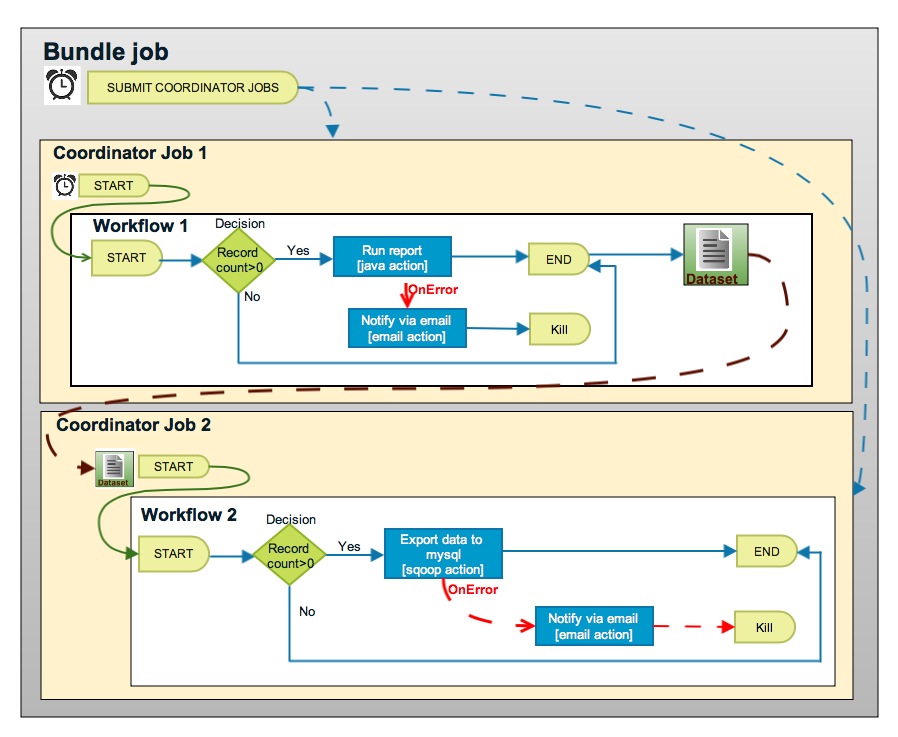 Bundle job
SUBMIT COORDINATOR JOBS
Coordinator Job 1
START
Workflow 1
Decision
START
Record
count>0
Yes
Run report
[java action]
END
Dataset
No
OnError
Notify via email
[email action]
Kill
Coordinator Job 2
Dataset
START
Workflow 2
Decision
START
Record
count>0
Yes
Export data to
mysql
[sqoop action]
END
OnError
No
Notify via email
[email action]
Kill